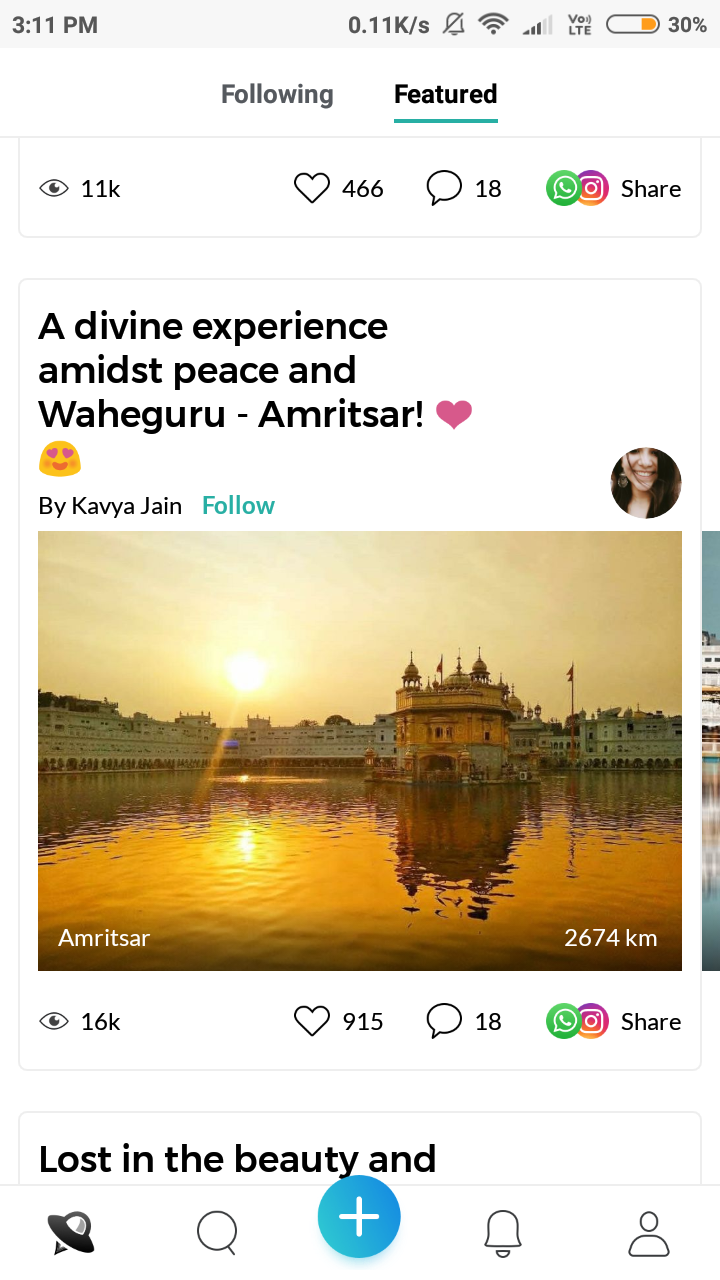 3:11 PM 0.11K/s Vo) LTE 30%
Following Featured
11k 466 18 Share
A divine experience
amidst peace and
Waheguru - Amritsar! ❤
😍
By Kavya Jain Follow
Amritsar 2674 km
16k 915 18 Share
Lost in the beauty and